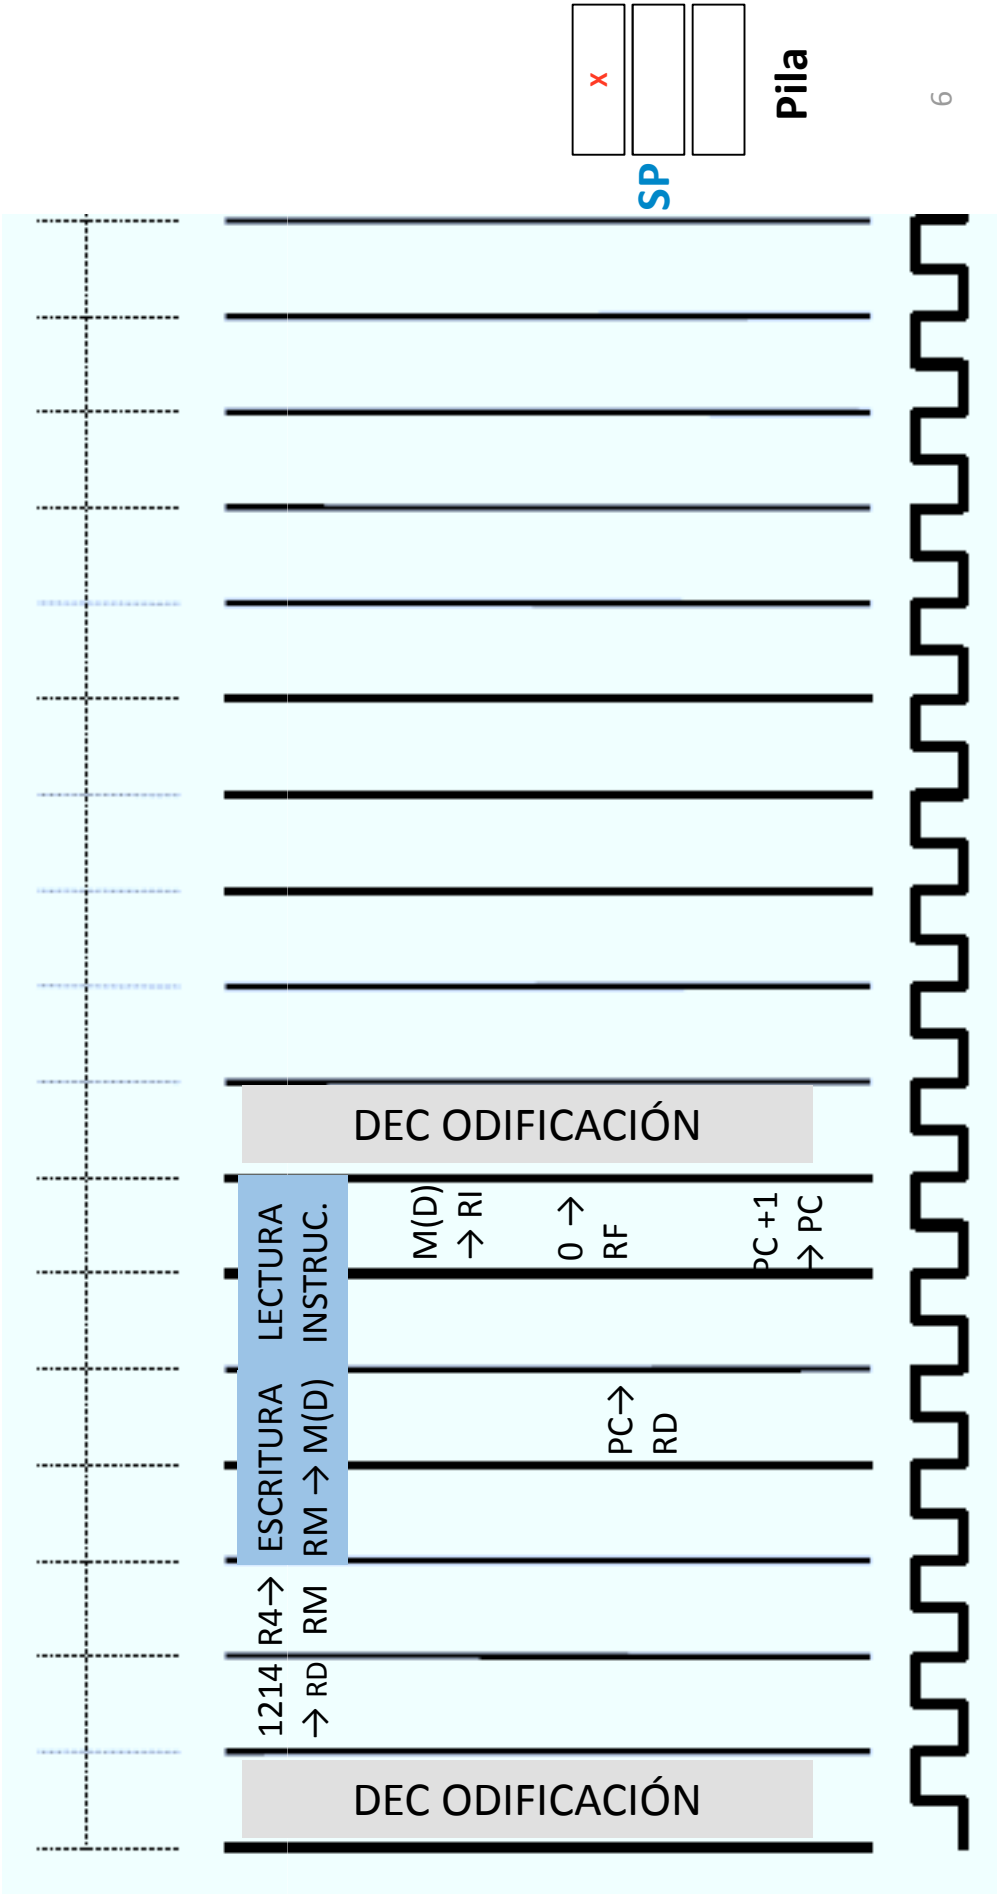 DEC ODIFICACIÓN
1214
→ RD
R4→
RM
ESCRITURA
RM → M(D)
PC→
RD
LECTURA
INSTRUC.
M(D)
→ RI
0 →
RF
PC +1
→ PC
DEC ODIFICACIÓN
SP
x
Pila
6